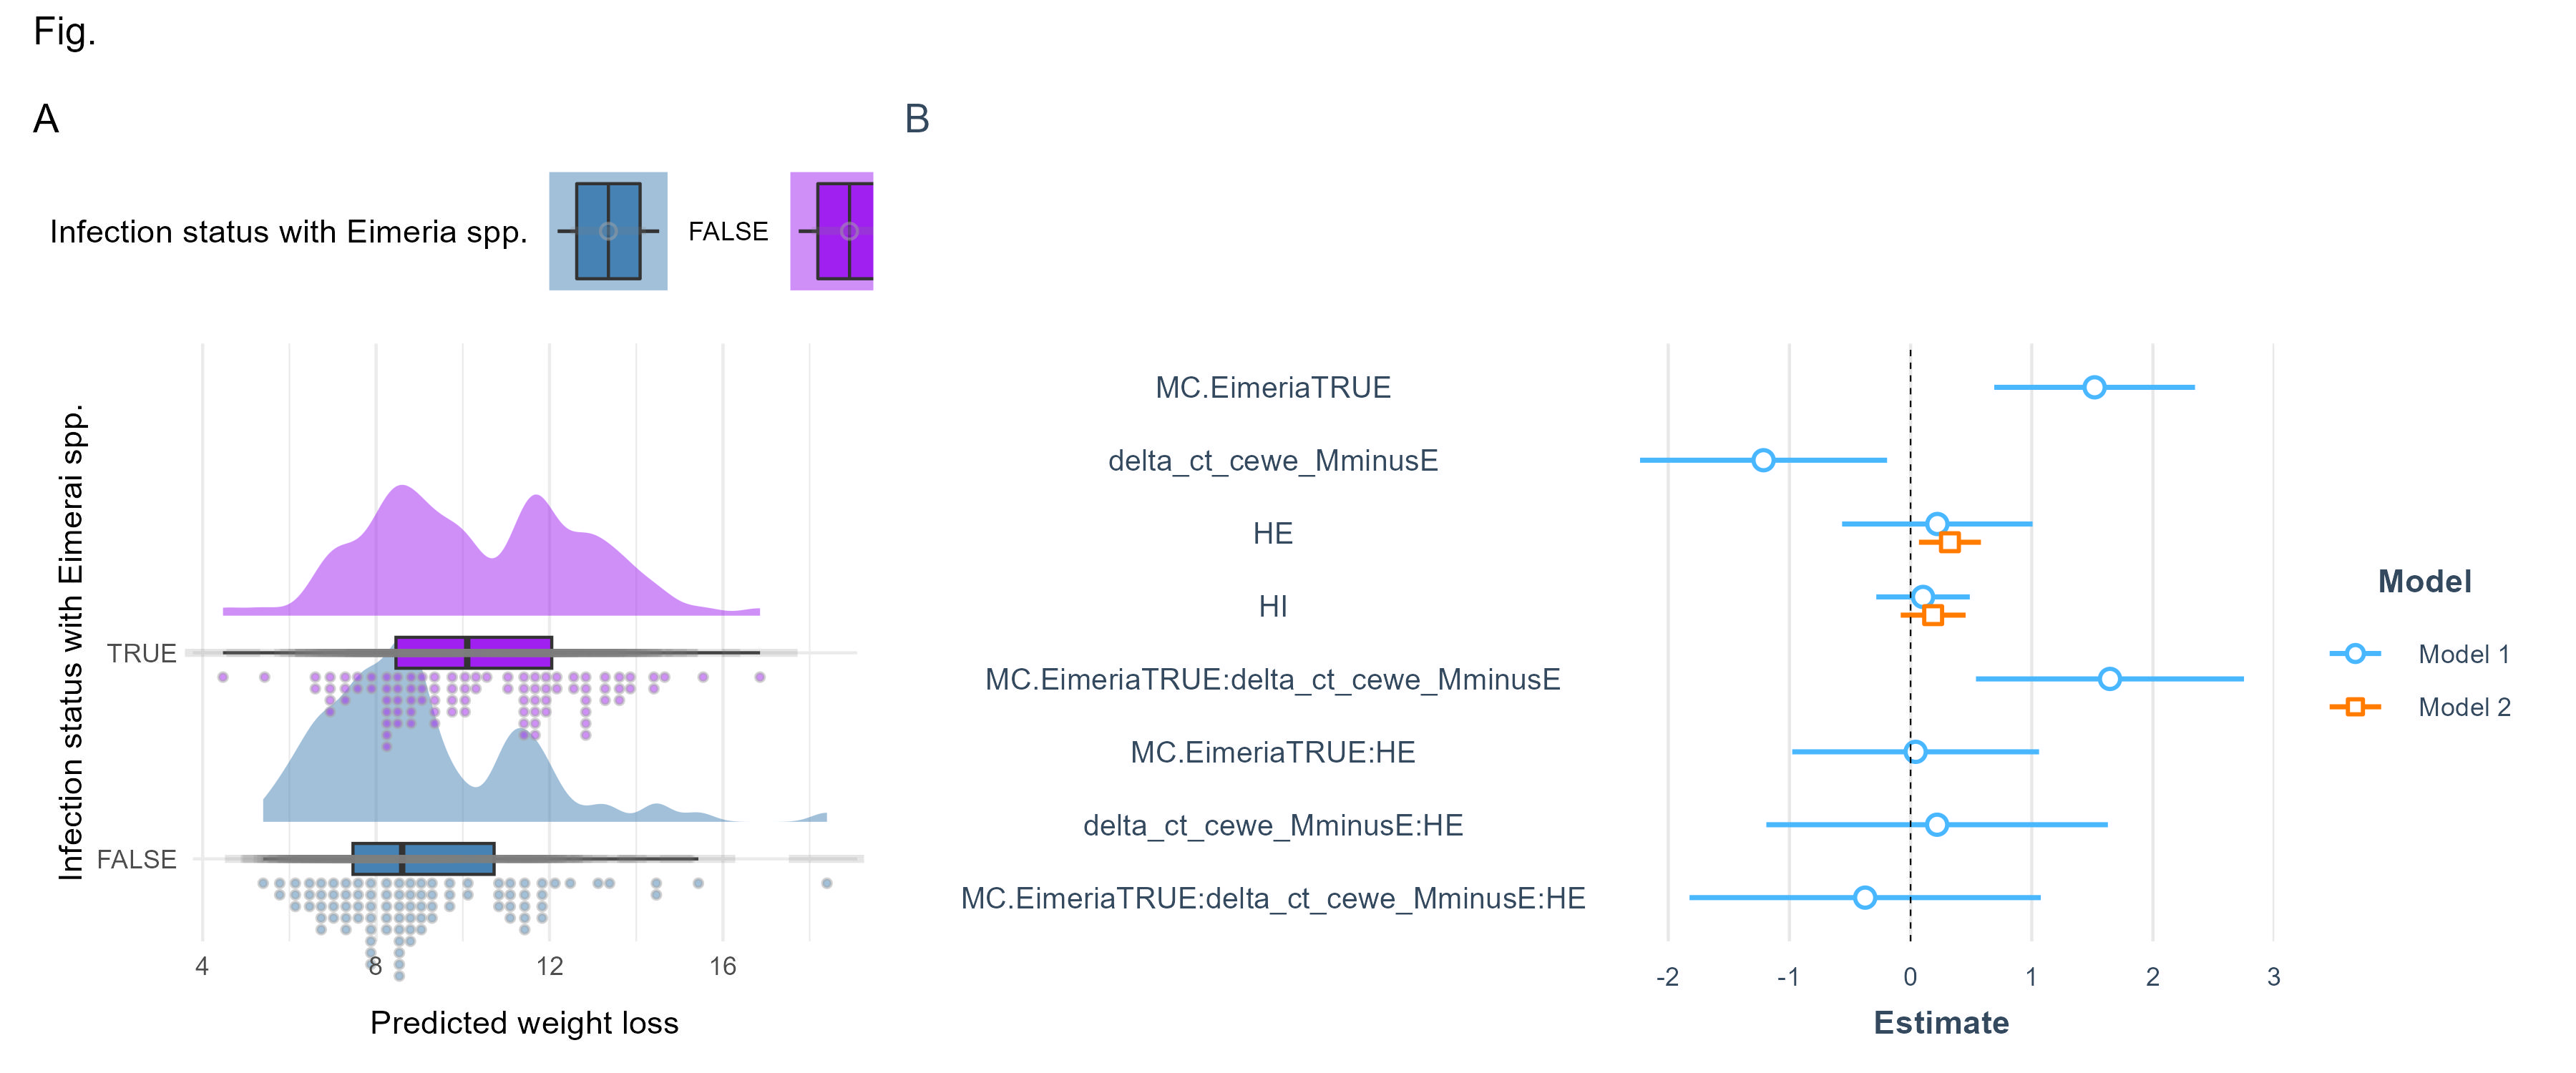 Fig.
A
Infection status with Eimeria spp.
FALSE
Infection status with Eimerai spp.
TRUE
FALSE
4 8 12 16
Predicted weight loss
B
MC.EimeriaTRUE
delta_ct_cewe_MminusE
HE
HI
MC.EimeriaTRUE:delta_ct_cewe_MminusE
MC.EimeriaTRUE:HE
delta_ct_cewe_MminusE:HE
MC.EimeriaTRUE:delta_ct_cewe_MminusE:HE
-2 -1 0 1 2 3
Estimate
Model
Model 1
Model 2